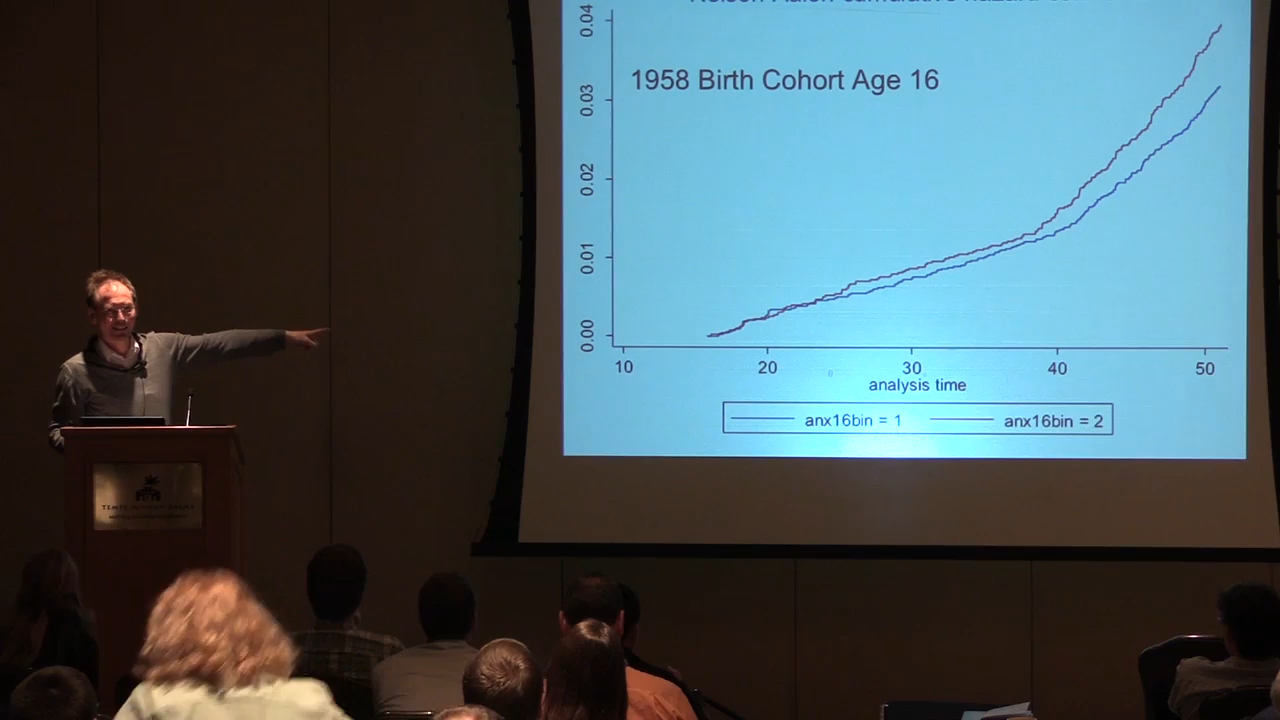 1958 Birth Cohort Age 16
0.04
0.03
0.02
0.01
0.00
10 20 30 40 50
analysis time
anx16bin = 1 anx16bin = 2